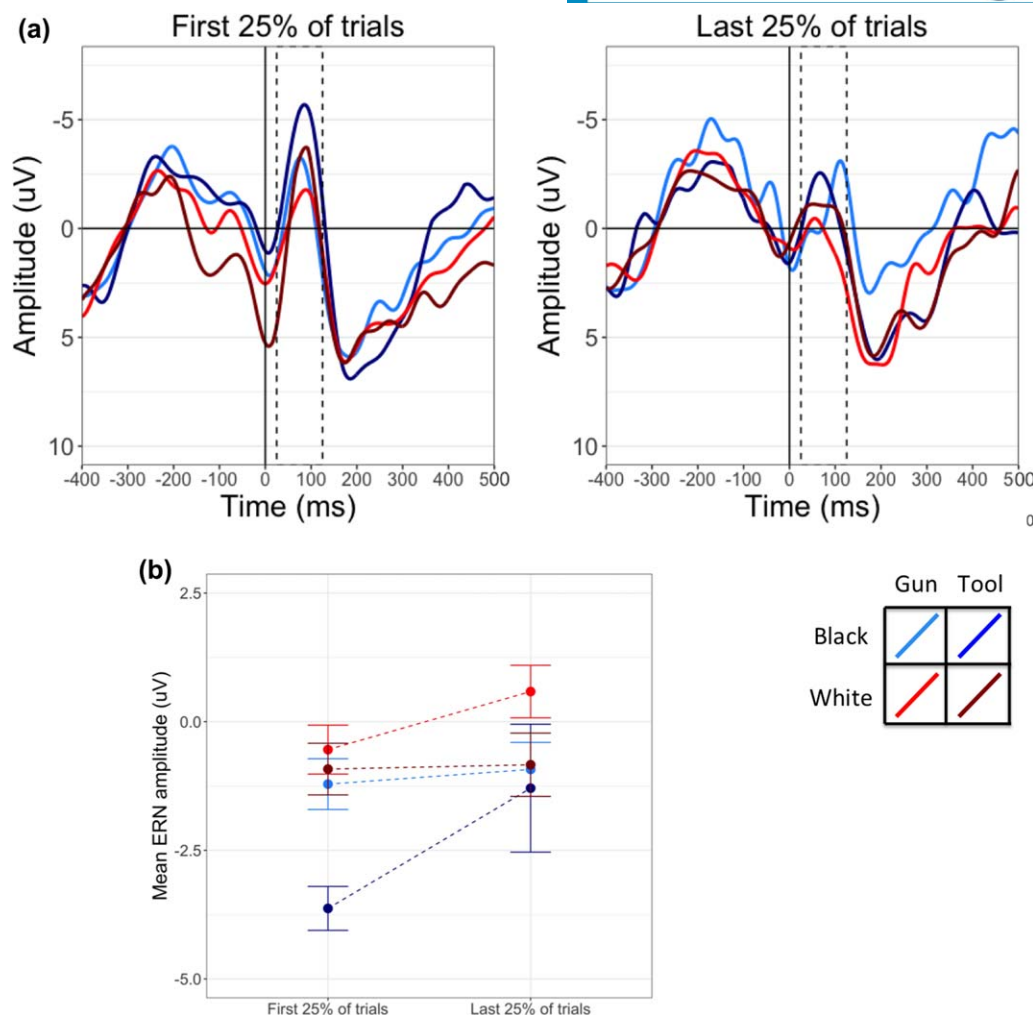 (a)
First 25% of trials
Last 25% of trials
Amplitude (uV)
-5
0
5
10
-400 -300 -200 -100 0 100 200 300 400 500
Time (ms)
Amplitude (uV)
-5
0
5
10
-400 -300 -200 -100 0 100 200 300 400 500
Time (ms)
0
(b)
Mean ERN amplitude (uV)
2.5
0.0
-2.5
-5.0
First 25% of trials Last 25% of trials
Gun Tool
Black
White